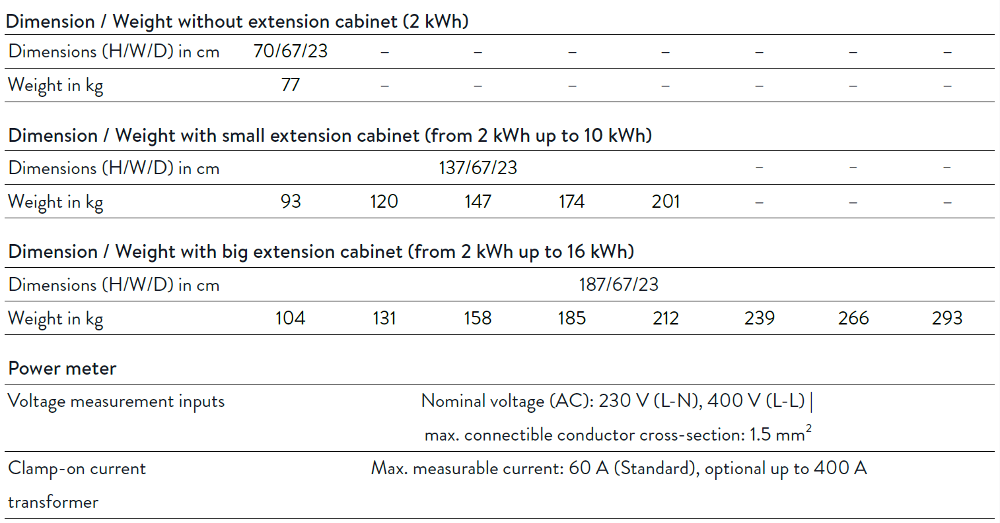 Dimension / Weight without extension cabinet (2 kWh)
Dimensions (H/W/D) in cm 70/67/23 – – – – – – –
Weight in kg 77 – – – – – – –
Dimension / Weight with small extension cabinet (from 2 kWh up to 10 kWh)
Dimensions (H/W/D) in cm 137/67/23 – – –
Weight in kg 93 120 147 174 201 – – –
Dimension / Weight with big extension cabinet (from 2 kWh up to 16 kWh)
Dimensions (H/W/D) in cm 187/67/23
Weight in kg 104 131 158 185 212 239 266 293
Power meter
Voltage measurement inputs Nominal voltage (AC): 230 V (L-N), 400 V (L-L) |
max. connectible conductor cross-section: 1.5 mm²
Clamp-on current Max. measurable current: 60 A (Standard), optional up to 400 A
transformer